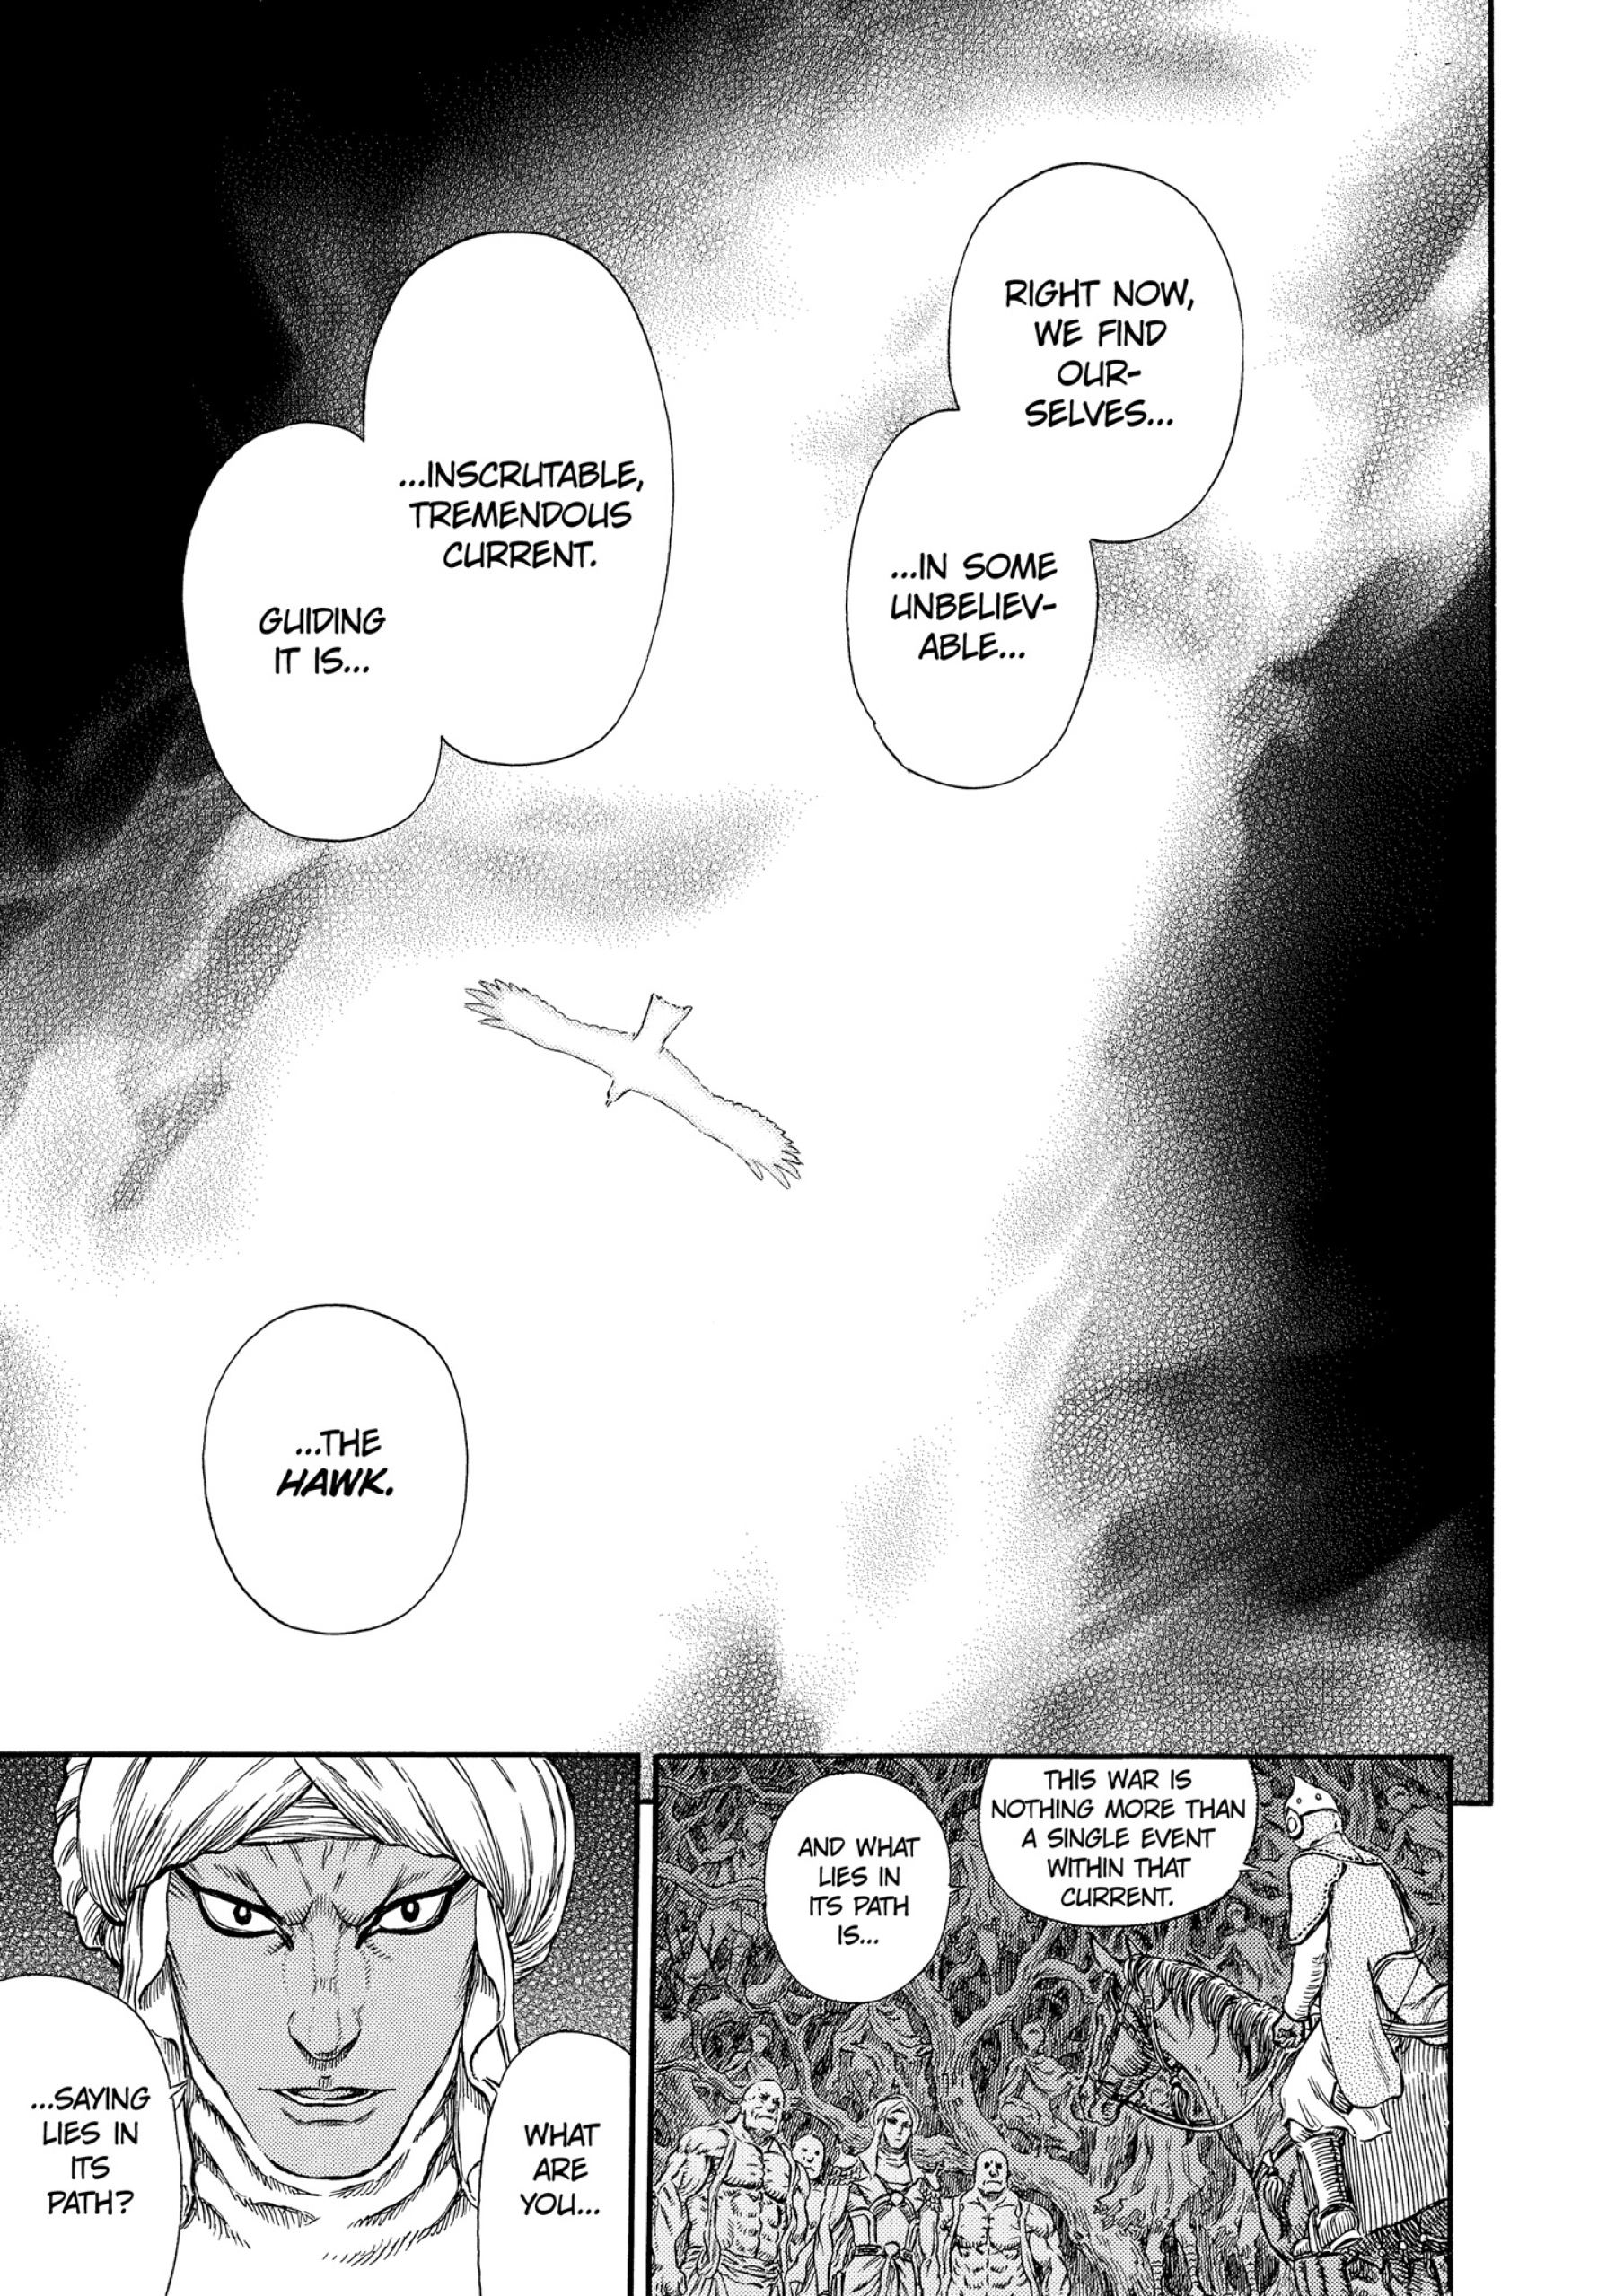 RIGHT NOW,
WE FIND
OUR-
SELVES...
...IN SOME
UNBELIEV-
ABLE...
...INSCRUTABLE,
TREMENDOUS
CURRENT.
GUIDING
IT IS...
...THE
HAWK.
THIS WAR IS
NOTHING MORE THAN
A SINGLE EVENT
WITHIN THAT
CURRENT.
AND WHAT
LIES IN
ITS PATH
IS...
WHAT
ARE
YOU...
...SAYING
LIES IN
ITS
PATH?